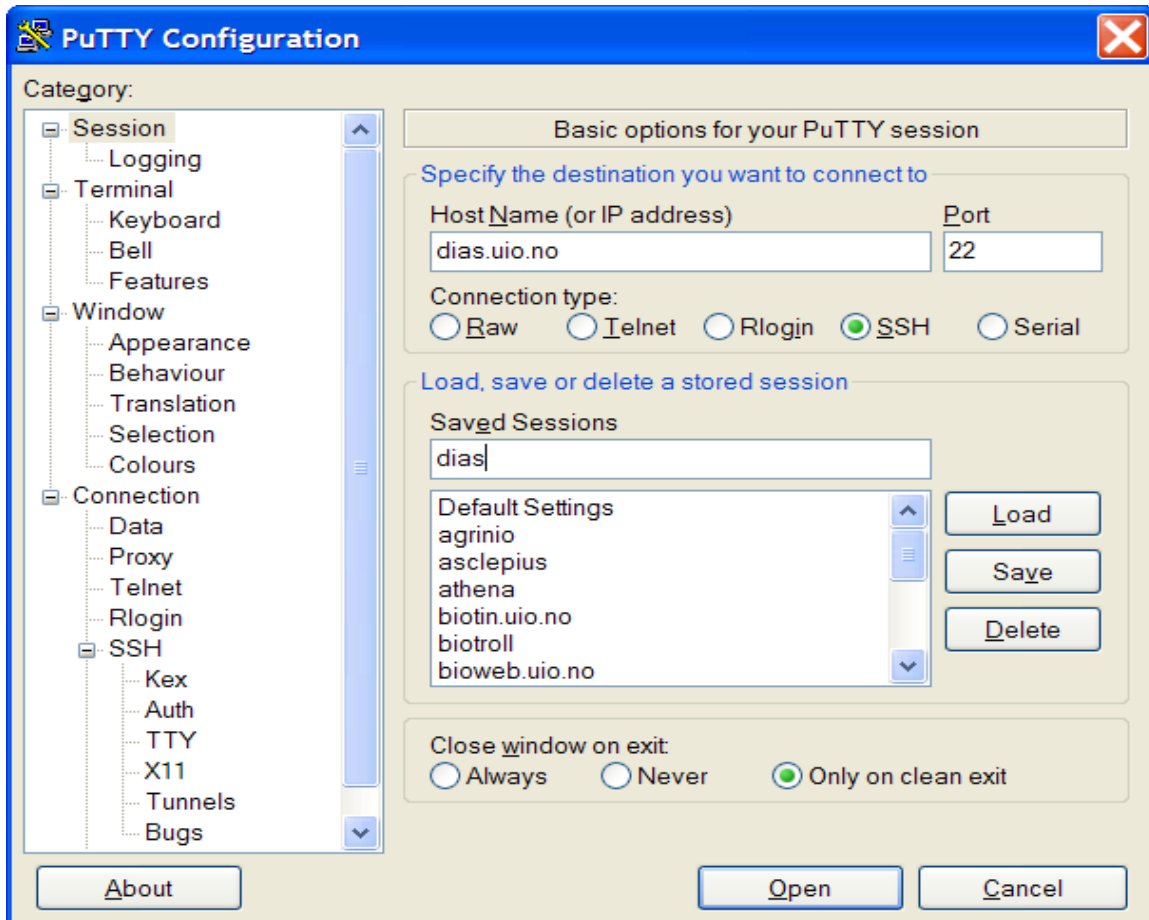 PuTTY Configuration
Category:
Session
Logging
Terminal
Keyboard
Bell
Features
Window
Appearance
Behaviour
Translation
Selection
Colours
Connection
Data
Proxy
Telnet
Rlogin
SSH
Kex
Auth
TTY
X11
Tunnels
Bugs
Basic options for your PuTTY session
Specify the destination you want to connect to
Host Name (or IP address) Port
dias.uio.no 22
Connection type:
Raw Telnet Rlogin SSH Serial
Load, save or delete a stored session
Saved Sessions
dias
Default Settings
agrinio
asclepius
athena
biotin.uio.no
biotroll
bioweb.uio.no
Load
Save
Delete
Close window on exit:
Always Never Only on clean exit
About Open Cancel